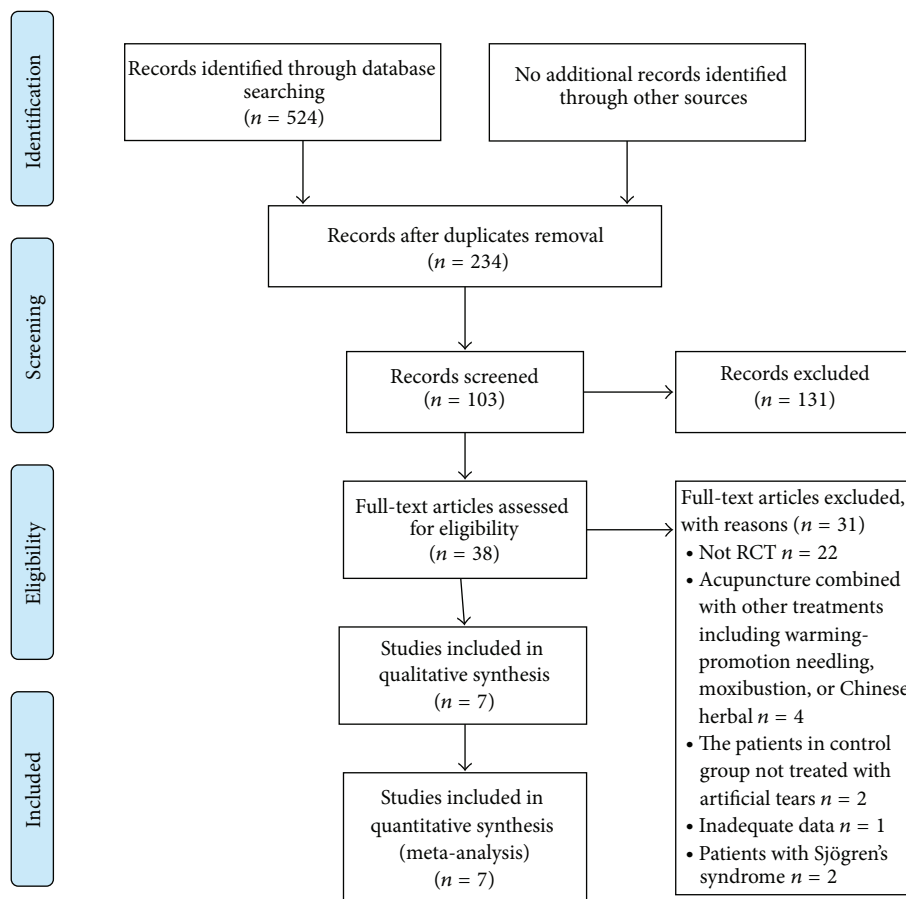 Identification
Records identified through database
searching
(n = 524)
No additional records identified
through other sources
Records after duplicates removal
(n = 234)
Screening
Records screened
(n = 103)
Records excluded
(n = 131)
Eligibility
Full-text articles assessed
for eligibility
(n = 38)
Full-text articles excluded,
with reasons (n = 31)
• Not RCT n = 22
• Acupuncture combined
with other treatments
including warming-
promotion needling,
moxibustion, or Chinese
herbal n = 4
• The patients in control
group not treated with
artificial tears n = 2
• Inadequate data n = 1
• Patients with Sjögren's
syndrome n = 2
Studies included in
qualitative synthesis
(n = 7)
Included
Studies included in
quantitative synthesis
(meta-analysis)
(n = 7)